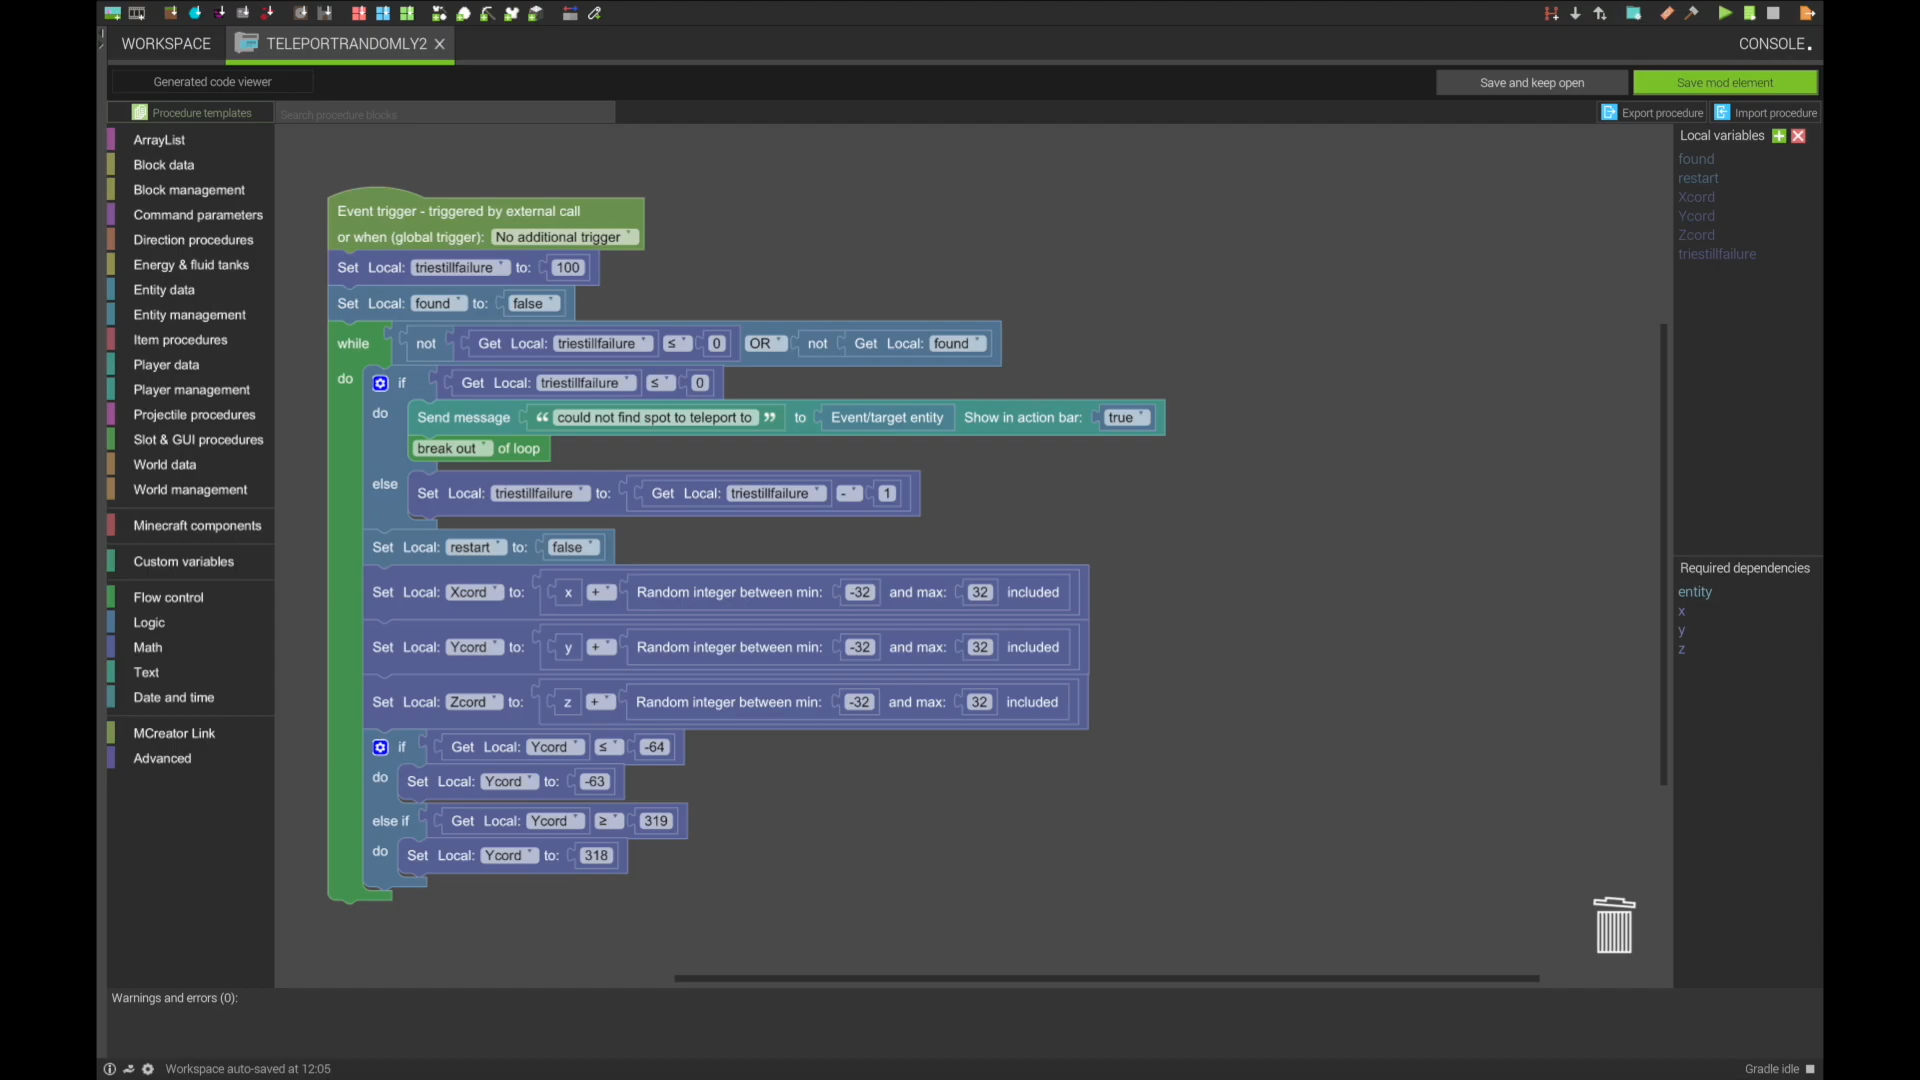 WORKSPACE TELEPORTRANDOMLY2 CONSOLE
Generated code viewer Save and keep open Save mod element
Procedure templates Search procedure blocks Export procedure Import procedure
ArrayList
Block data
Block management
Command parameters
Direction procedures
Energy & fluid tanks
Entity data
Entity management
Item procedures
Player data
Player management
Projectile procedures
Slot & GUI procedures
World data
World management
Minecraft components
Custom variables
Flow control
Logic
Math
Text
Date and time
MCreator Link
Advanced
Event trigger - triggered by external call
or when (global trigger): No additional trigger
Set Local: triestillfailure to: 100
Set Local: found to: false
while not Get Local: triestillfailure ≤ 0 OR not Get Local: found
do if Get Local: triestillfailure ≤ 0
do Send message “ could not find spot to teleport to ” to Event/target entity Show in action bar: true
break out of loop
else Set Local: triestillfailure to: Get Local: triestillfailure - 1
Set Local: restart to: false
Set Local: Xcord to: x + Random integer between min: -32 and max: 32 included
Set Local: Ycord to: y + Random integer between min: -32 and max: 32 included
Set Local: Zcord to: z + Random integer between min: -32 and max: 32 included
if Get Local: Ycord ≤ -64
do Set Local: Ycord to: -63
else if Get Local: Ycord ≥ 319
do Set Local: Ycord to: 318
Local variables
found
restart
Xcord
Ycord
Zcord
triestillfailure
Required dependencies
entity
x
y
z
Warnings and errors (0):
Workspace auto-saved at 12:05 Gradle idle